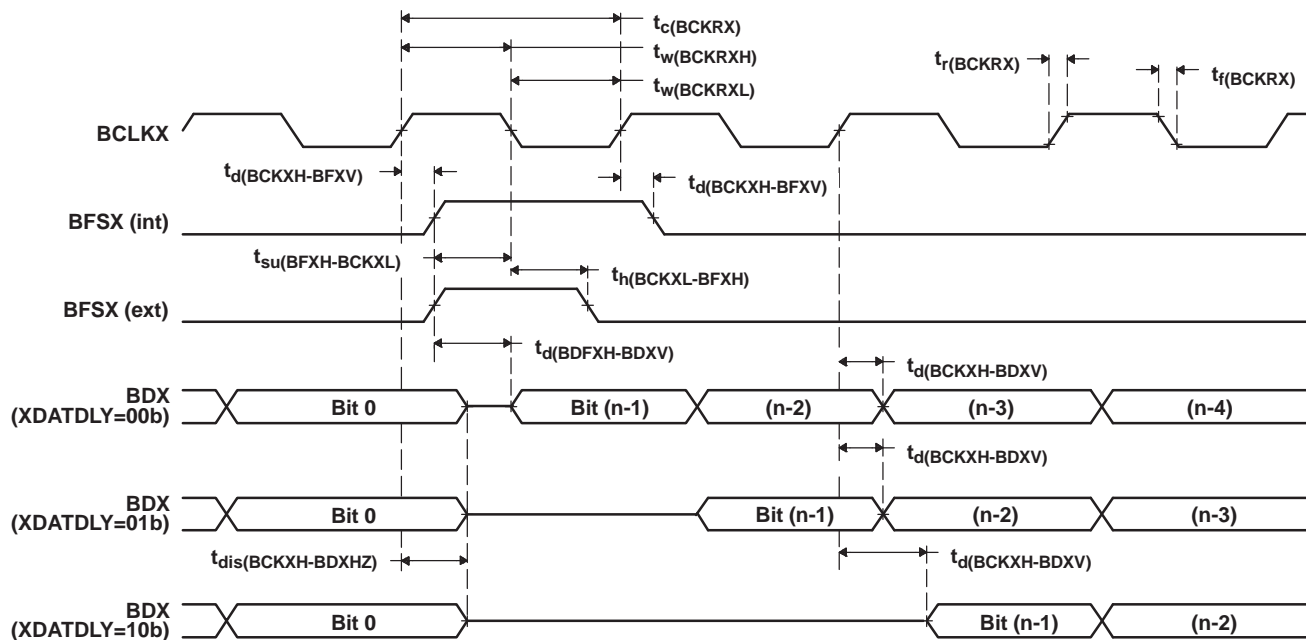 tc(BCKRX)
tw(BCKRXH)
tr(BCKRX)
tf(BCKRX)
tw(BCKRXL)
BCLKX
td(BCKXH-BFXV)
td(BCKXH-BFXV)
BFSX (int)
tsu(BFXH-BCKXL)
th(BCKXL-BFXH)
BFSX (ext)
td(BDFXH-BDXV)
td(BCKXH-BDXV)
BDX
(XDATDLY=00b)
Bit 0
Bit (n-1)
(n-2)
(n-3)
(n-4)
td(BCKXH-BDXV)
BDX
(XDATDLY=01b)
Bit 0
Bit (n-1)
(n-2)
(n-3)
tdis(BCKXH-BDXHZ)
td(BCKXH-BDXV)
BDX
(XDATDLY=10b)
Bit 0
Bit (n-1)
(n-2)